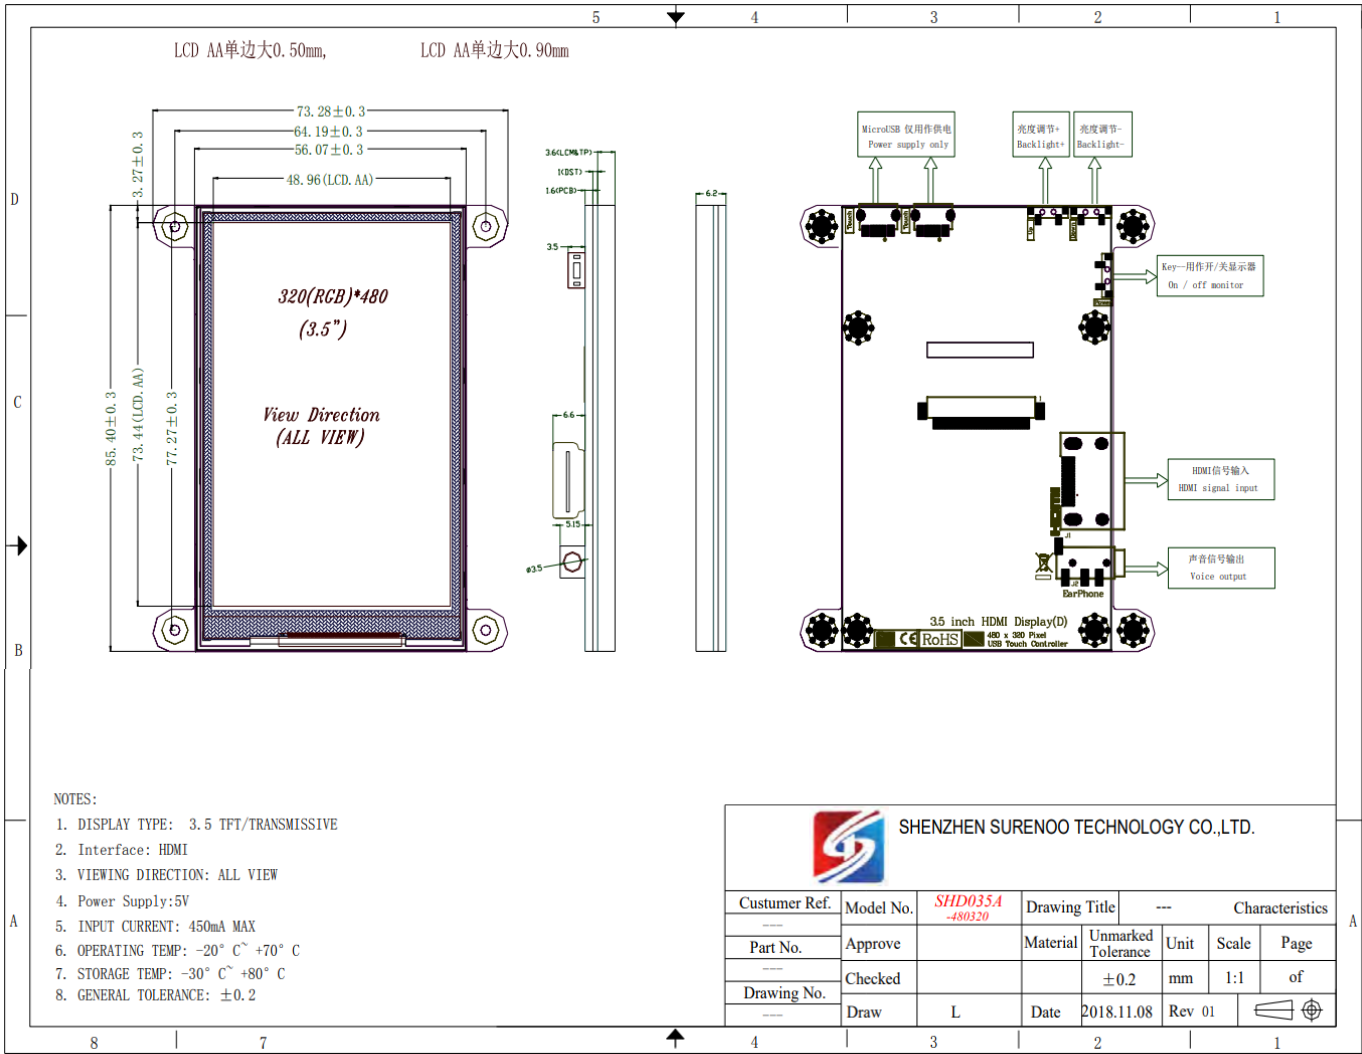 5 4 3 2 1
LCD AA单边大0.50mm,
LCD AA单边大0.90mm
73.28±0.3
64.19±0.3
56.07±0.3
48.96(LCD.AA)
3.27±0.3
85.40±0.3
73.44(LCD.AA)
77.27±0.3
320(RGB)*480
(3.5")
View Direction
(ALL VIEW)
3.6(LCM&TP)
1(DST)
1.6(PCB)
3.5
6.6
5.15
ø3.5
6.2
MicroUSB 仅用作供电
Power supply only
亮度调节+
Backlight+
亮度调节-
Backlight-
Touch
Touch
Up
Down
Key--用作开/关显示器
On / off monitor
HDMI信号输入
HDMI signal input
声音信号输出
Voice output
1
J1
J2
EarPhone
3.5 inch HDMI Display(D)
CE RoHS
480 x 320 Pixel
USB Touch Controller
D
C
B
A
A
NOTES:
1. DISPLAY TYPE: 3.5 TFT/TRANSMISSIVE
2. Interface: HDMI
3. VIEWING DIRECTION: ALL VIEW
4. Power Supply:5V
5. INPUT CURRENT: 450mA MAX
6. OPERATING TEMP: -20° C~ +70° C
7. STORAGE TEMP: -30° C~ +80° C
8. GENERAL TOLERANCE: ±0.2
SHENZHEN SURENOO TECHNOLOGY CO.,LTD.
Custumer Ref.
---
Part No.
---
Drawing No.
---
Model No. SHD035A
-480320
Drawing Title --- Characteristics
Approve
Material Unmarked Tolerance Unit Scale Page
Checked
±0.2 mm 1:1 of
Draw L Date 2018.11.08 Rev 01
8 7 4 3 2 1